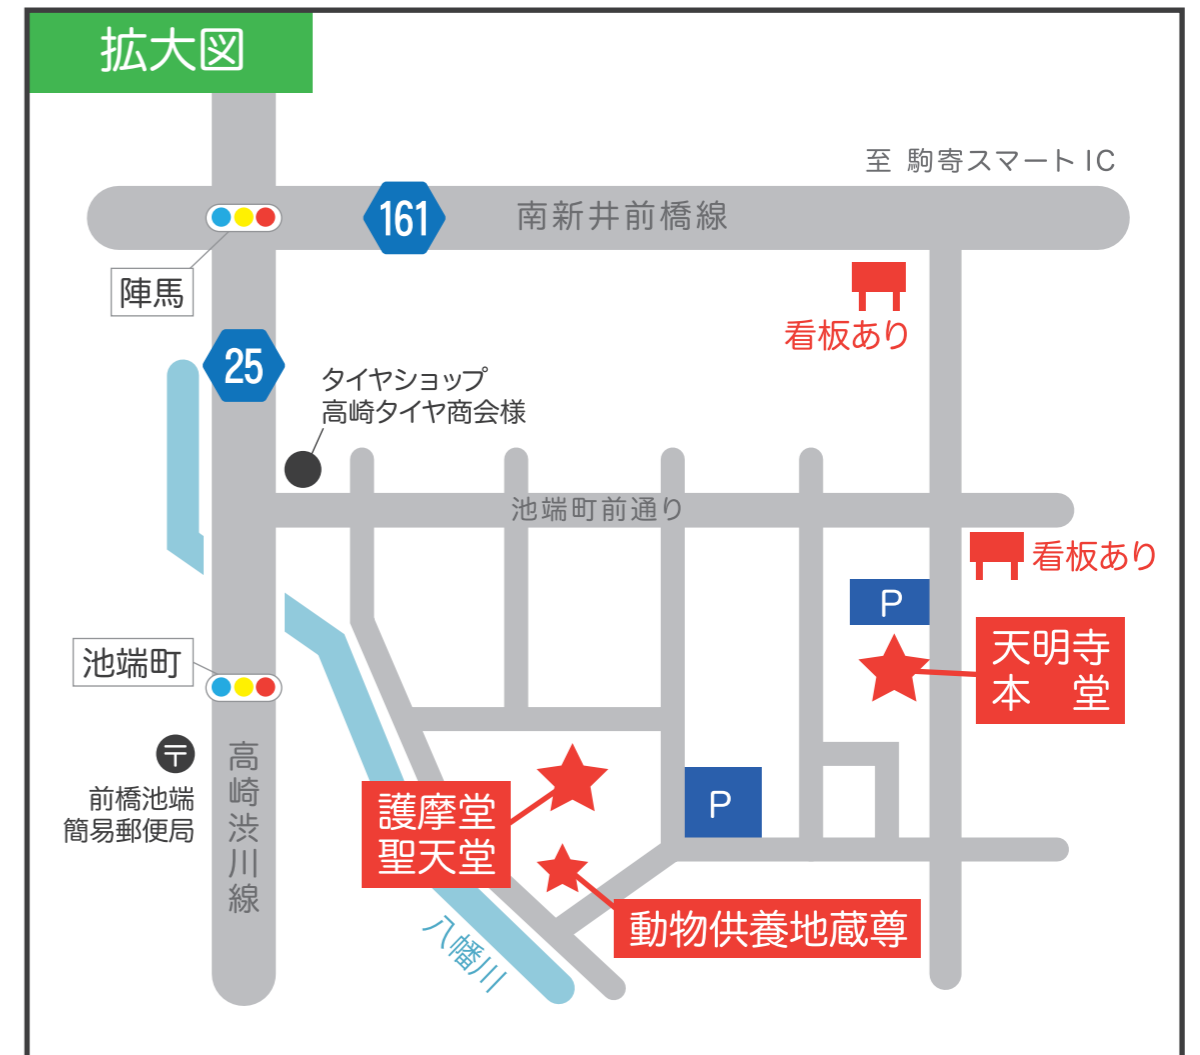 拡大図
至 駒寄スマートIC
161
南新井前橋線
陣馬
看板あり
25
タイヤショップ
高崎タイヤ商会様
池端町前通り
看板あり
P
天明寺
本　堂
池端町
〒
前橋池端
簡易郵便局
高崎渋川線
P
護摩堂
聖天堂
動物供養地蔵尊
八幡川